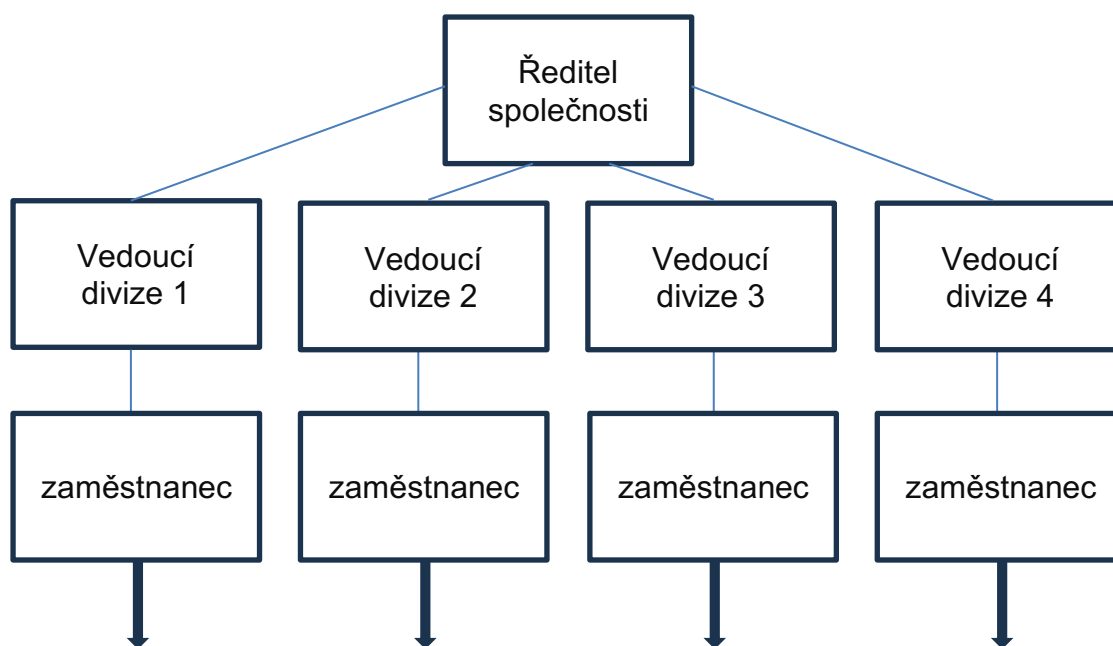 Ředitel
společnosti
Vedoucí
divize 1
Vedoucí
divize 2
Vedoucí
divize 3
Vedoucí
divize 4
zaměstnanec
zaměstnanec
zaměstnanec
zaměstnanec